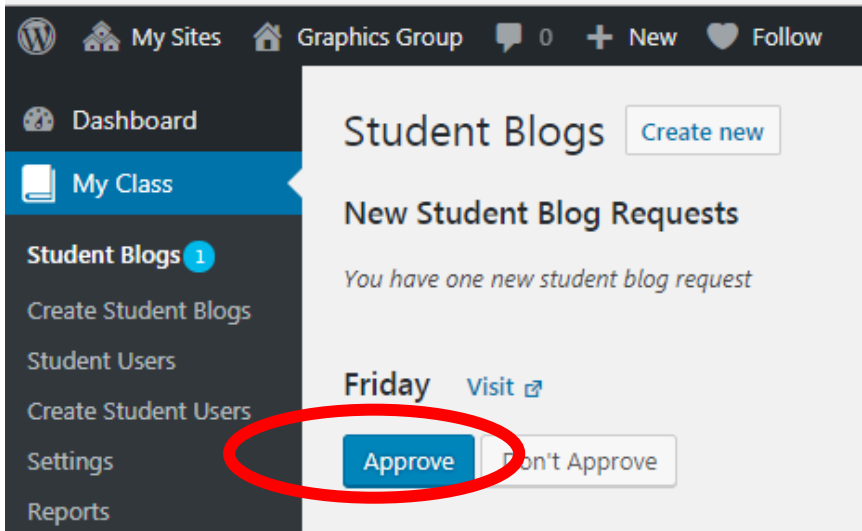 My Sites Graphics Group 0 + New Follow
Dashboard
My Class
Student Blogs 1
Create Student Blogs
Student Users
Create Student Users
Settings
Reports
Student Blogs Create new
New Student Blog Requests
You have one new student blog request
Friday Visit
Approve Don't Approve